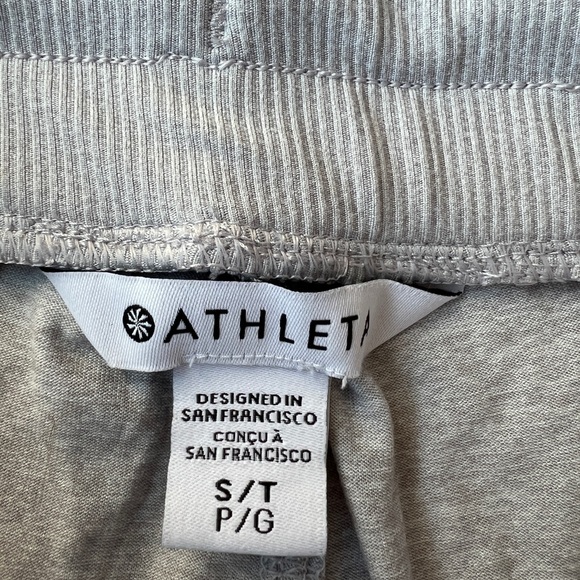 ATHLETA
DESIGNED IN
SAN FRANCISCO
CONÇU À
SAN FRANCISCO
S/T
P/G